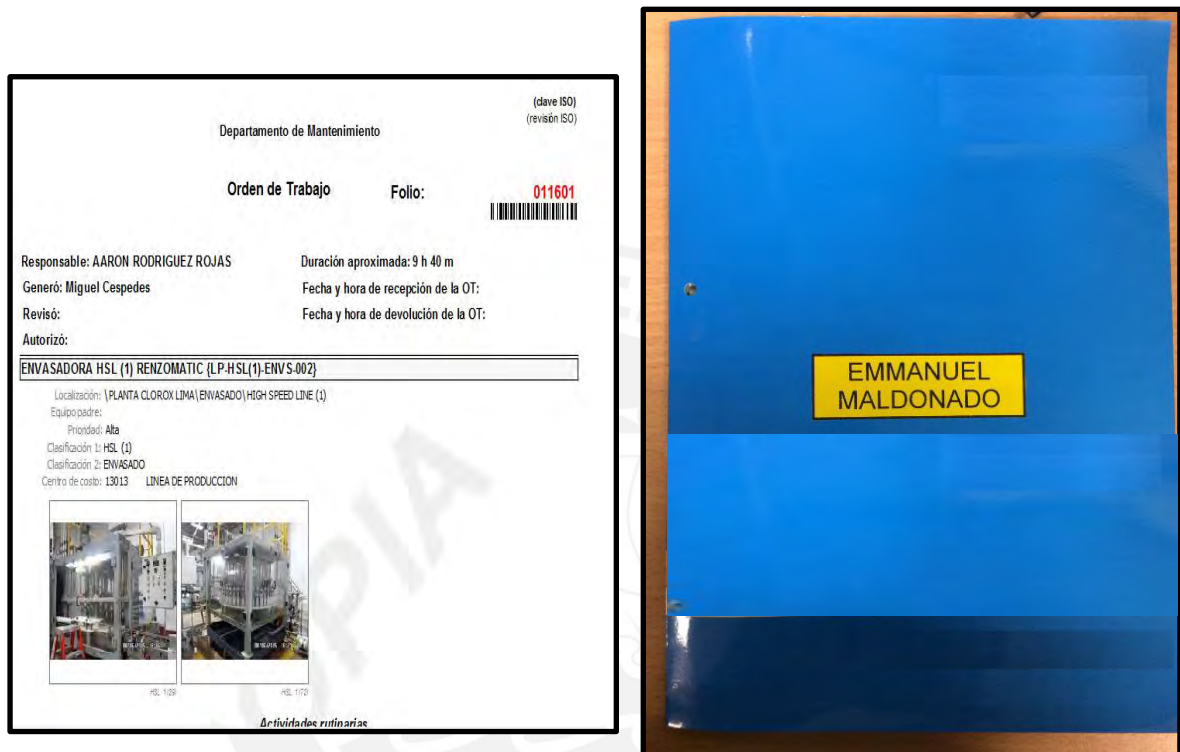 (clave ISO)
(revisión ISO)
Departamento de Mantenimiento
Orden de Trabajo Folio: 011601
Responsable: AARON RODRIGUEZ ROJAS Duración aproximada: 9 h 40 m
Generó: Miguel Cespedes Fecha y hora de recepción de la OT:
Revisó: Fecha y hora de devolución de la OT:
Autorizó:
ENVASADORA HSL (1) RENZOMATIC {LP-HSL(1)-ENVS-002}
Localización: \PLANTA CLOROX LIMA\ENVASADO\HIGH SPEED LINE (1)
Equipo padre:
Prioridad: Alta
Clasificación 1: HSL (1)
Clasificación 2: ENVASADO
Centro de costo: 13013 LINEA DE PRODUCCION
Actividades rutinarias
EMMANUEL
MALDONADO